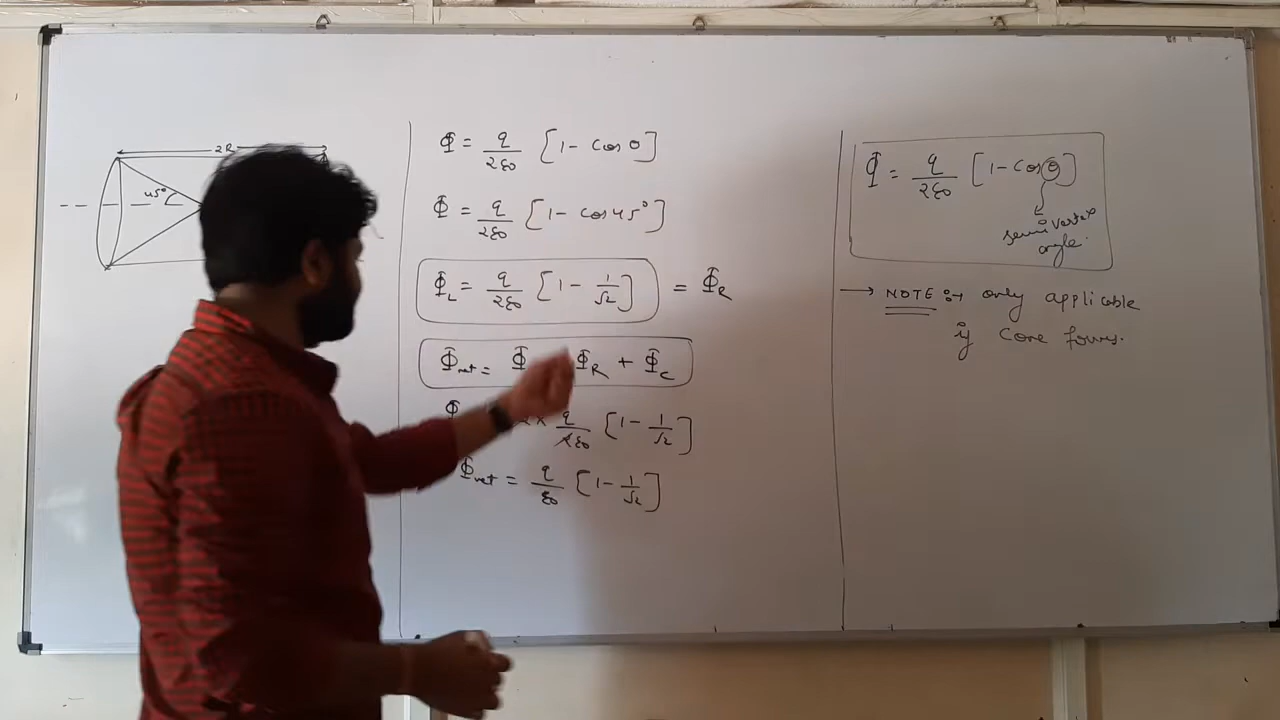 2R
45°
Φ = q/2ε₀ [1 - cos θ]
Φ = q/2ε₀ [1 - cos 45°]
Φ_L = q/2ε₀ [1 - 1/√2] = Φ_R
Φ_net = Φ Φ_R + Φ_C
Φ 2 × q/2ε₀ [1 - 1/√2]
Φ_net = q/ε₀ [1 - 1/√2]
Φ = q/2ε₀ [1 - cos θ]
semi vertex
angle.
→ NOTE :→ only applicable
if cone forms.